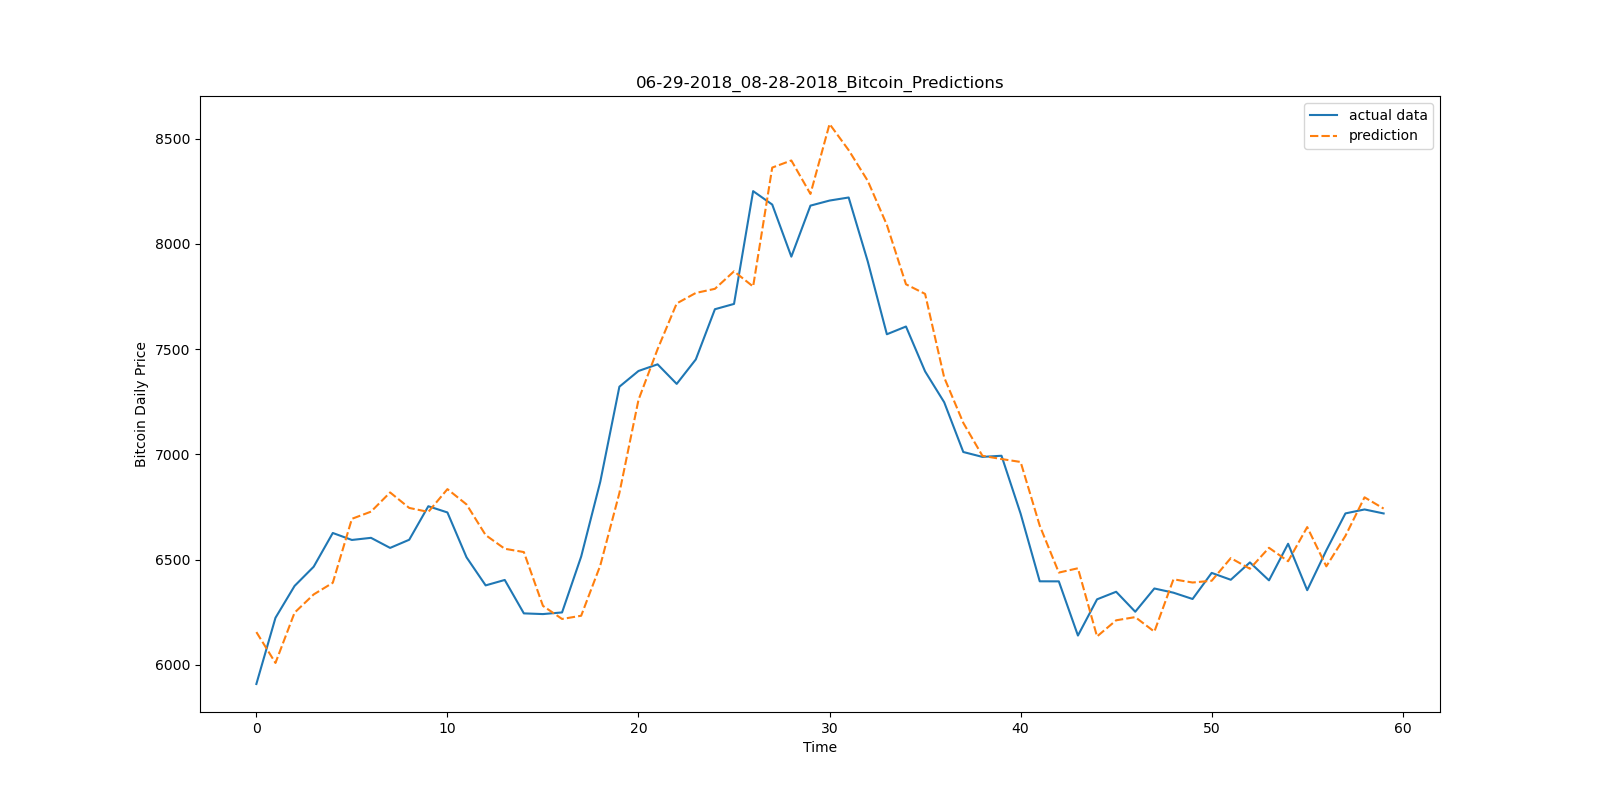 06-29-2018_08-28-2018_Bitcoin_Predictions
actual data
prediction
8500
8000
7500
7000
6500
6000
Bitcoin Daily Price
0 10 20 30 40 50 60
Time